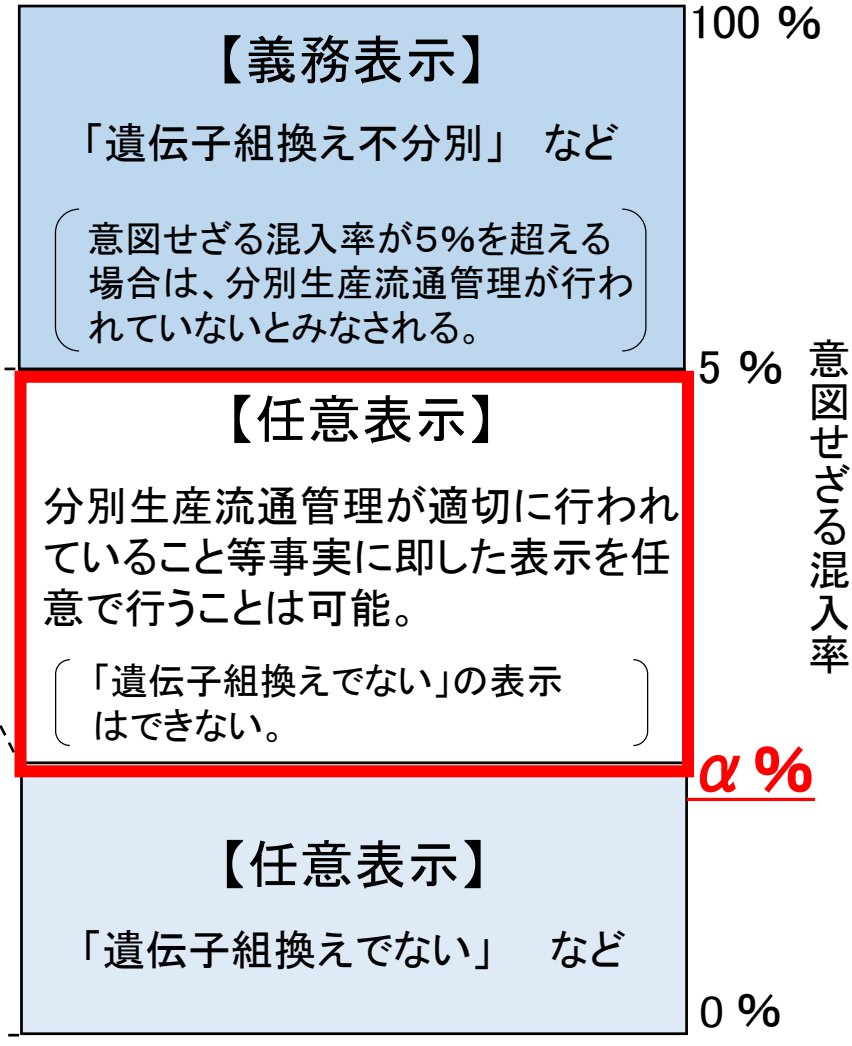 100 %
【義務表示】
「遺伝子組換え不分別」 など
意図せざる混入率が5%を超える
場合は、分別生産流通管理が行わ
れていないとみなされる。
5 %
意図せざる混入率
【任意表示】
分別生産流通管理が適切に行われ
ていること等事実に即した表示を任
意で行うことは可能。
「遺伝子組換えでない」の表示
はできない。
α%
【任意表示】
「遺伝子組換えでない」 など
0 %